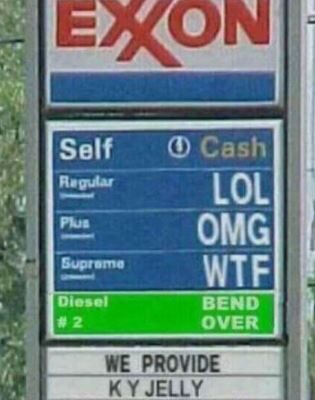 EXXON
Self Cash
Regular LOL
Plus OMG
Supreme WTF
Diesel BEND
# 2 OVER
WE PROVIDE
K Y JELLY